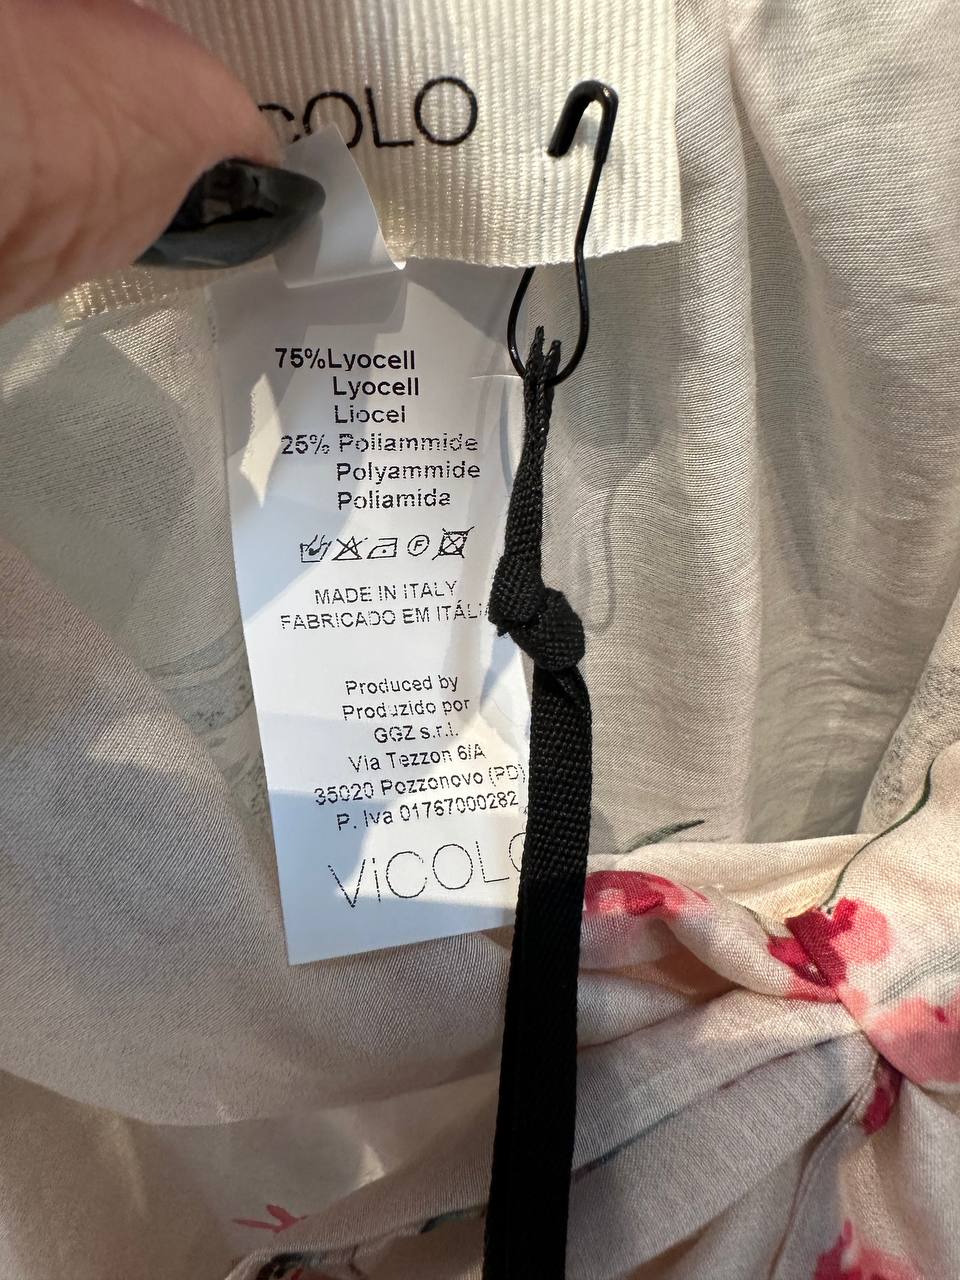 COLO
75%Lyocell
Lyocell
Liocel
25% Poliammide
Polyammide
Poliamida
F
MADE IN ITALY
FABRICADO EM ITÁLI
Produced by
Produzido por
GGZ s.r.l.
Via Tezzon 6/A
35020 Pozzonovo (PD)
P. Iva 01767000282
ViCOLO